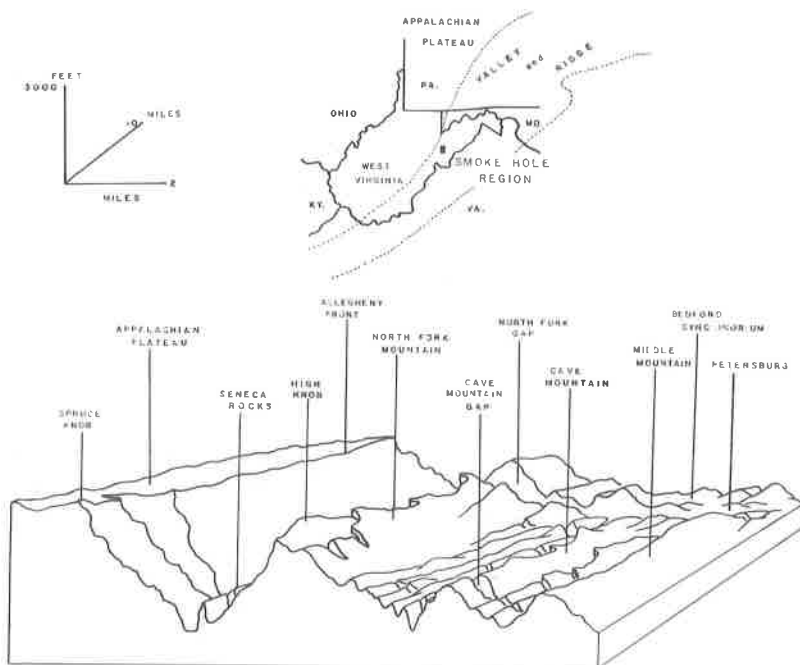 FEET
3000
MILES
MILES
2
APPALACHIAN
PLATEAU
VALLEY and RIDGE
PA.
OHIO
MD.
WEST
VIRGINIA
SMOKE HOLE
REGION
KY.
VA.
ALLEGHENY
FRONT
APPALACHIAN
PLATEAU
NORTH FORK
MOUNTAIN
NORTH FORK
GAP
BEDFORD
SYNCLINORIUM
MIDDLE
MOUNTAIN
PETERSBURG
CAVE
MOUNTAIN
CAVE
MOUNTAIN
GAP
HIGH
KNOB
SENECA
ROCKS
SPRUCE
KNOB